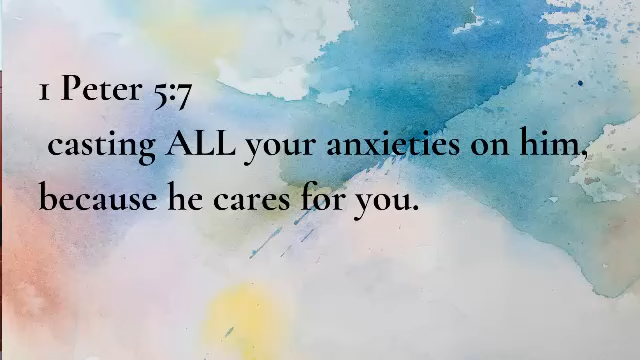 1 Peter 5:7
casting ALL your anxieties on him,
because he cares for you.